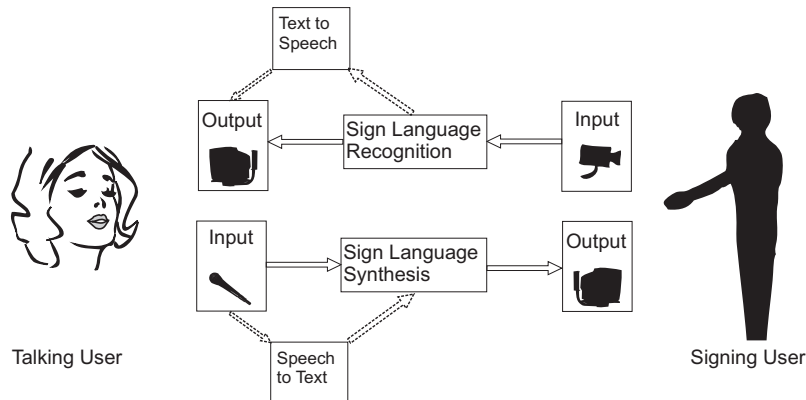 Text to
Speech
Output
Sign Language
Recognition
Input
Input
Sign Language
Synthesis
Output
Talking User
Speech
to Text
Signing User